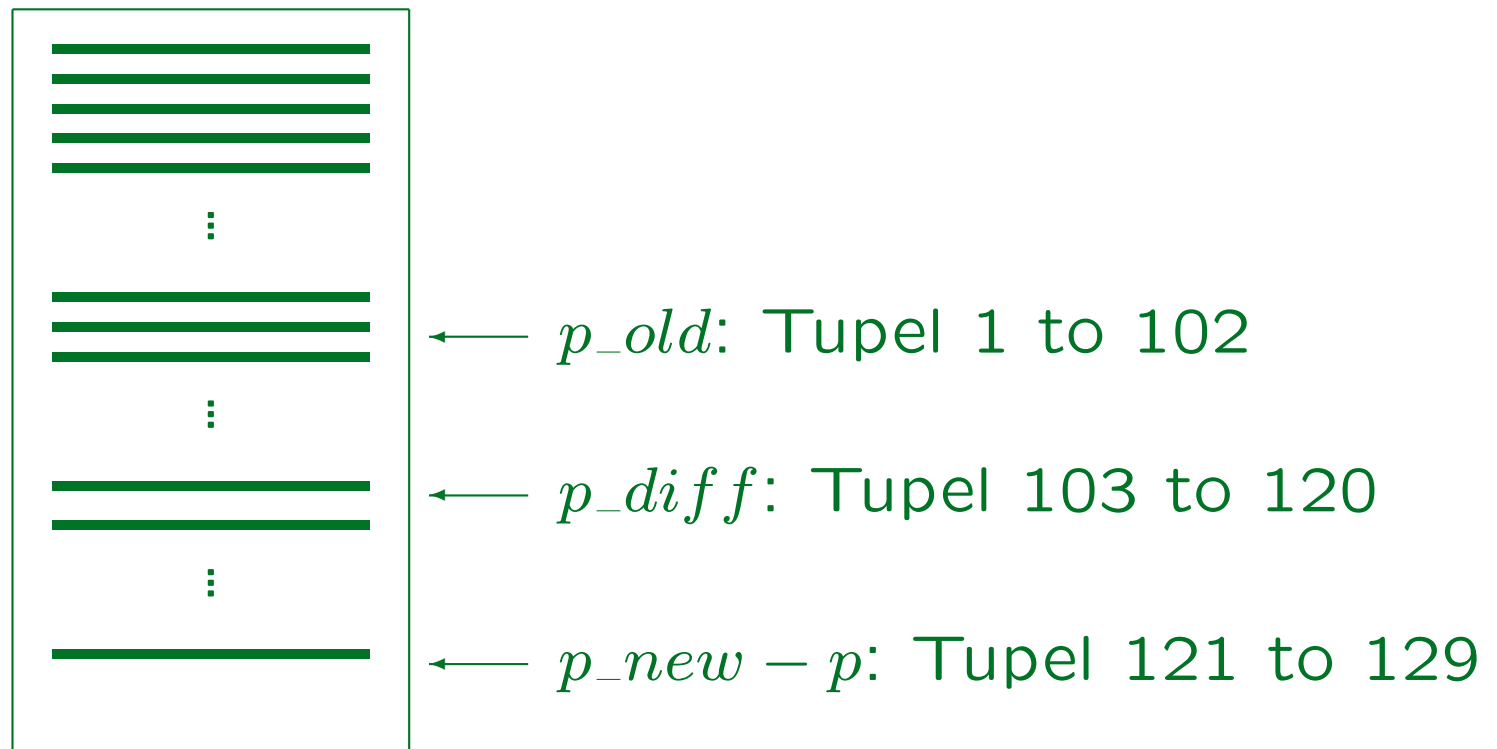 p_old: Tupel 1 to 102
p_diff: Tupel 103 to 120
p_new − p: Tupel 121 to 129